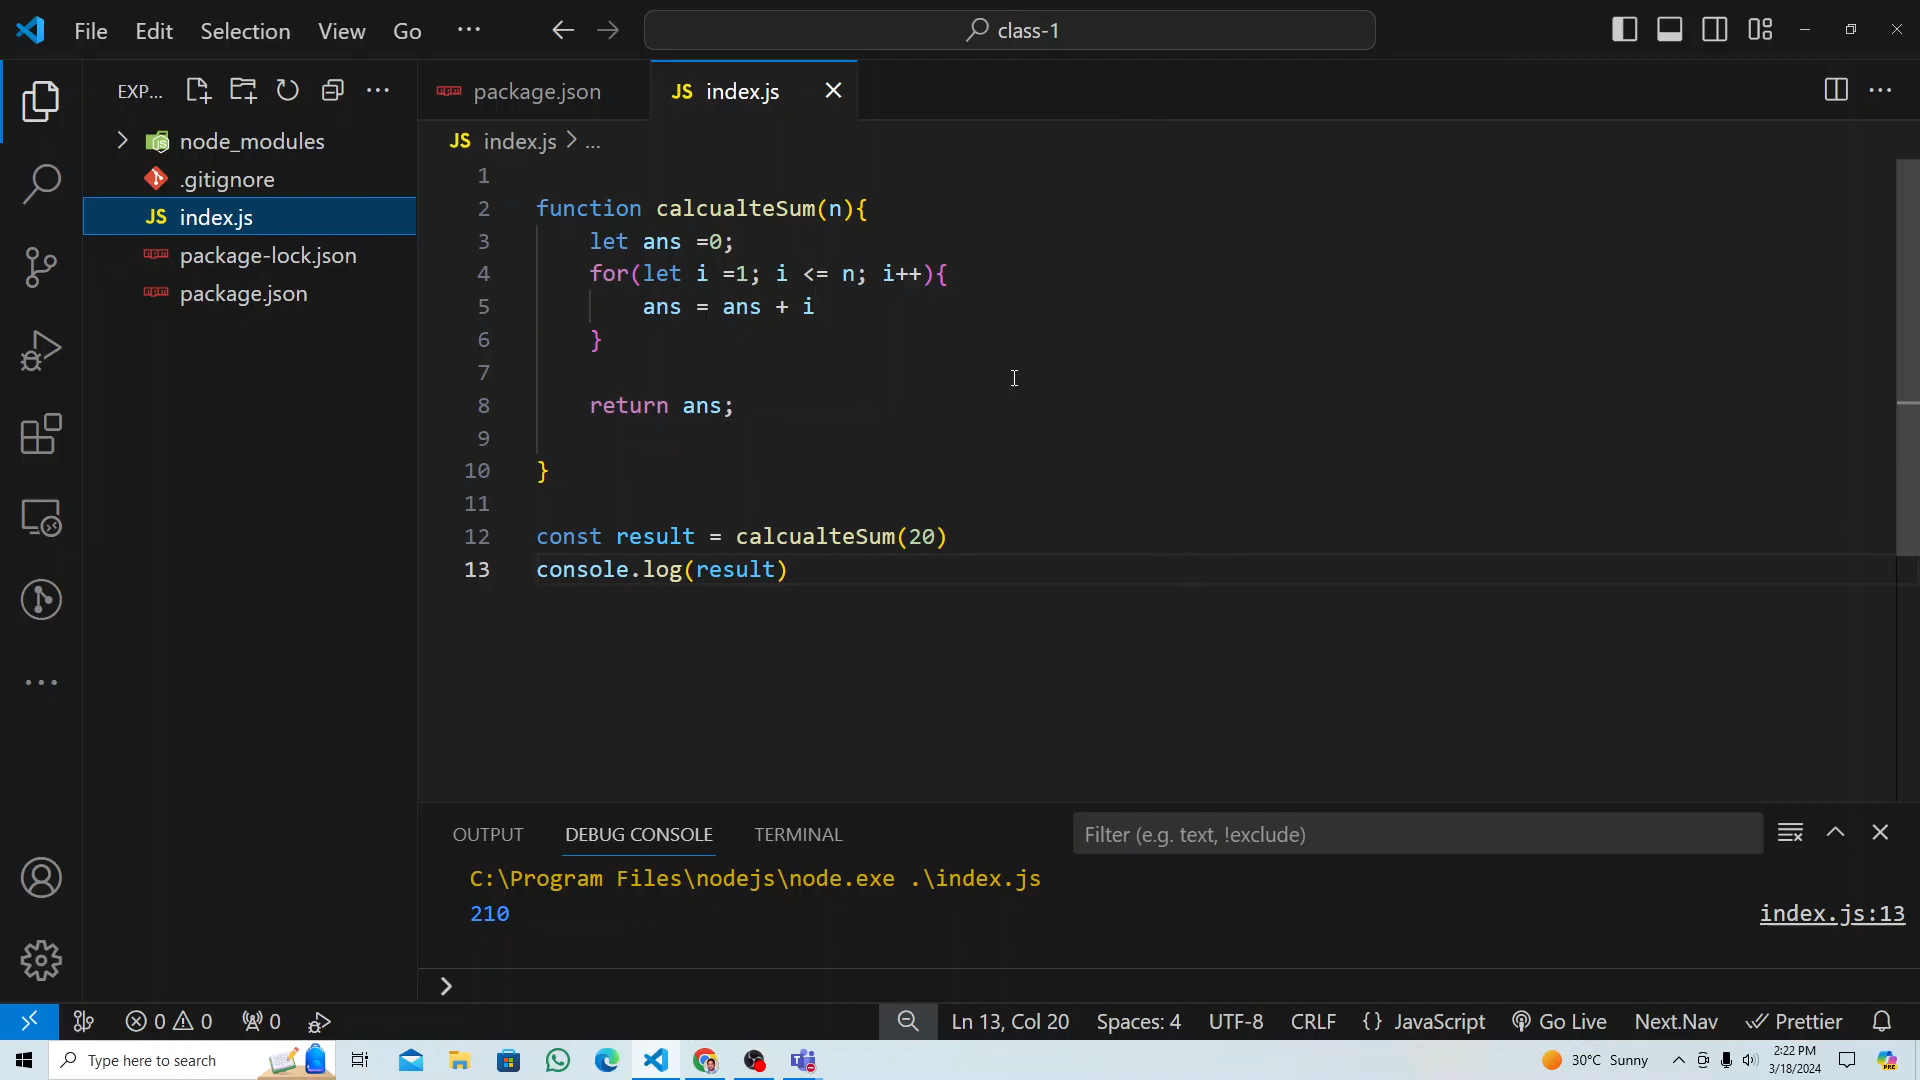 File Edit Selection View Go ··· class-1
EXP... package.json JS index.js
JS index.js > ...
node_modules
.gitignore
JS index.js
package-lock.json
package.json
1
2 function calcualteSum(n){
3 let ans =0;
4 for(let i =1; i <= n; i++){
5 ans = ans + i
6 }
7
8 return ans;
9
10 }
11
12 const result = calcualteSum(20)
13 console.log(result)
OUTPUT DEBUG CONSOLE TERMINAL Filter (e.g. text, !exclude)
C:\Program Files\nodejs\node.exe .\index.js
210 index.js:13
0 0 0 Ln 13, Col 20 Spaces: 4 UTF-8 CRLF {} JavaScript Go Live Next.Nav Prettier
Type here to search 30°C Sunny 2:22 PM
3/18/2024
PRE